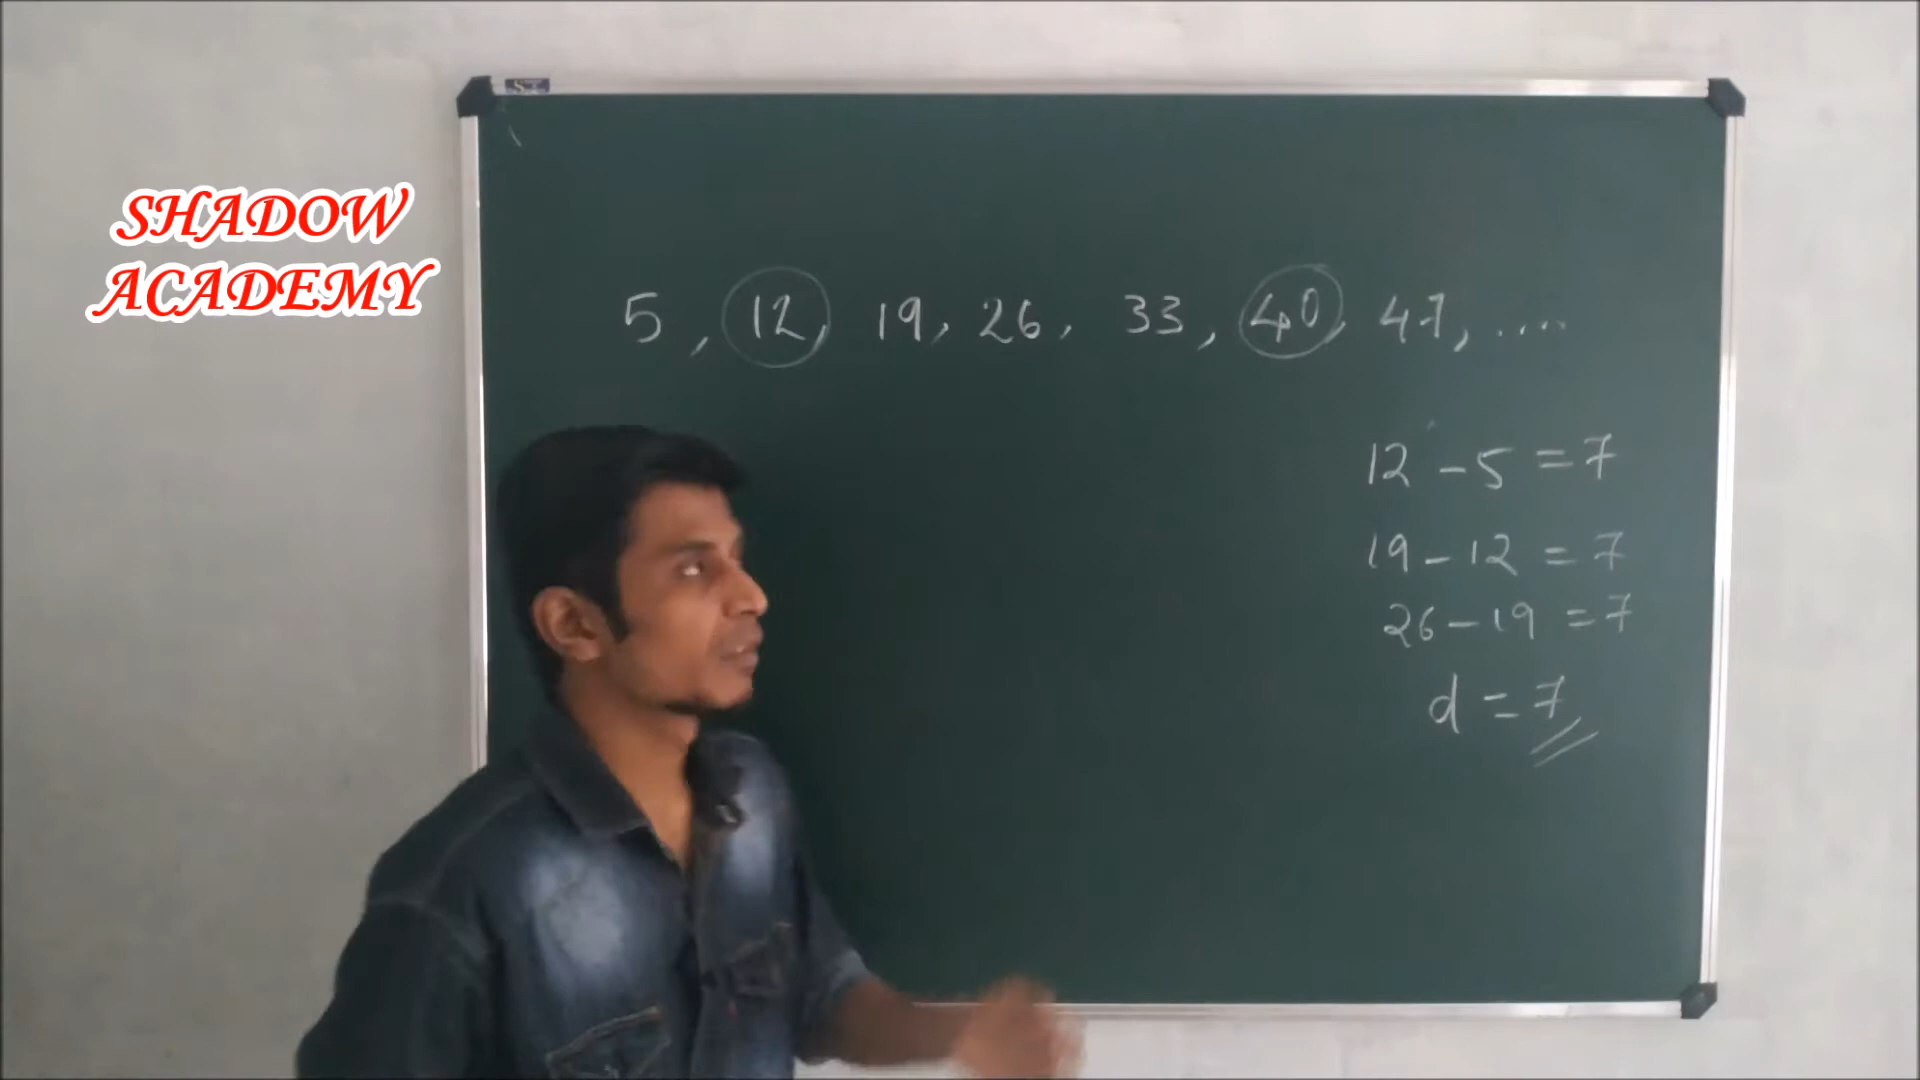 SHADOW
ACADEMY
5, 12, 19, 26, 33, 40, 47, ....
12 - 5 = 7
19 - 12 = 7
26 - 19 = 7
d = 7